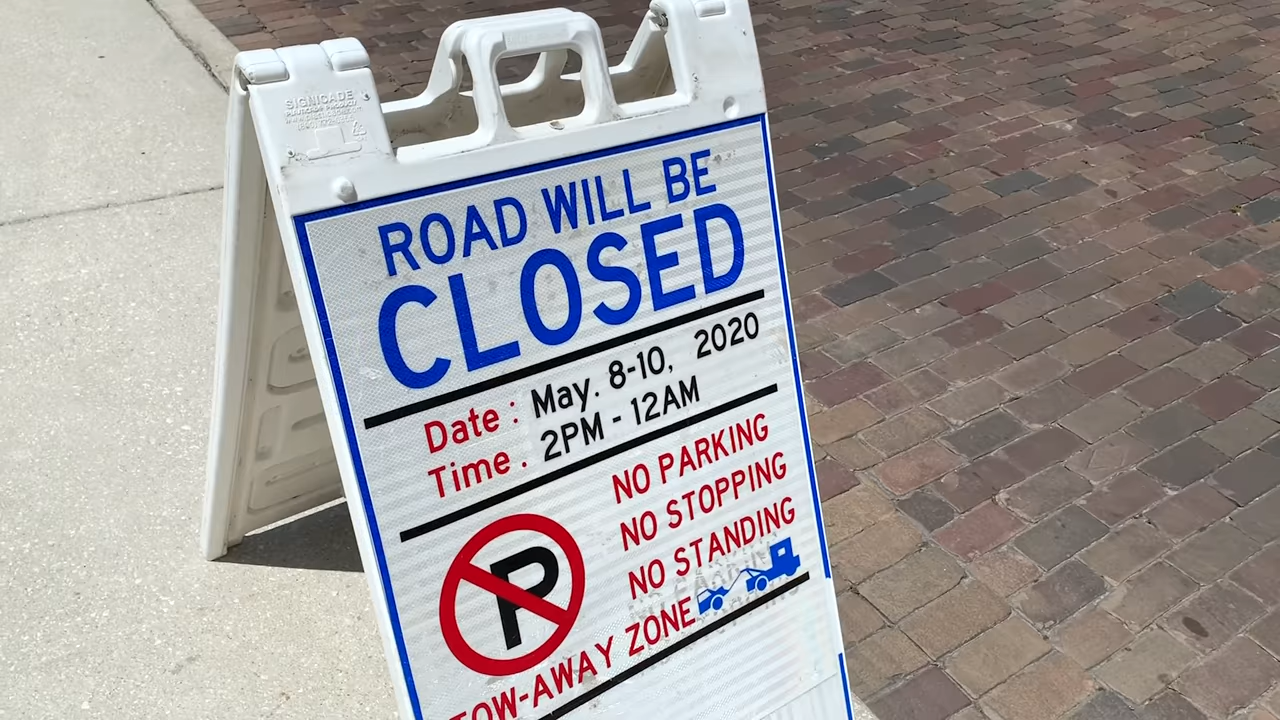 SIGNICADE
ROAD WILL BE
CLOSED
Date : May. 8-10, 2020
Time . 2PM - 12AM
NO PARKING
NO STOPPING
NO STANDING
P
TOW-AWAY ZONE